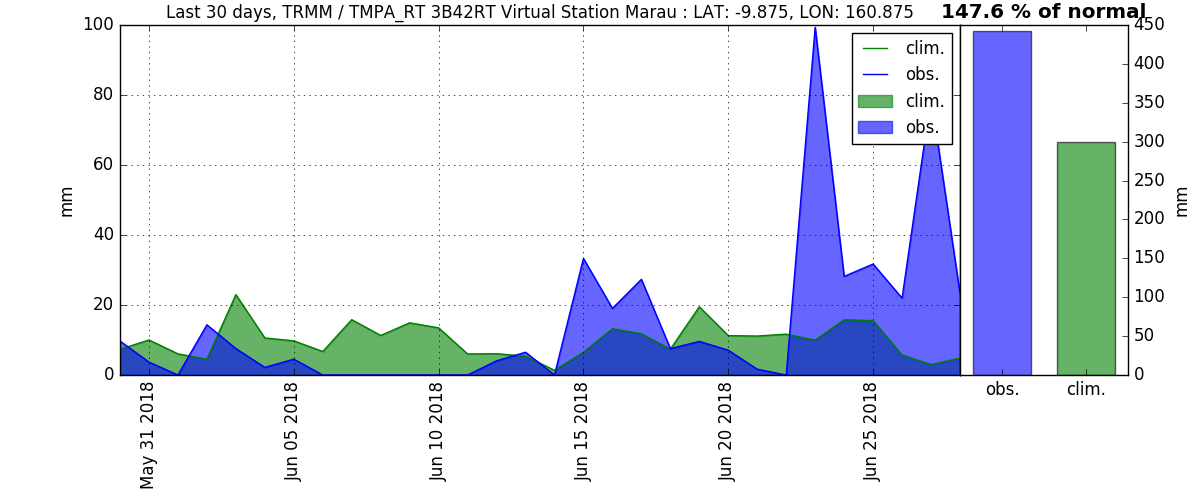 Last 30 days, TRMM / TMPA_RT 3B42RT Virtual Station Marau : LAT: -9.875, LON: 160.875
147.6 % of normal
100
80
60
40
20
0
mm
clim.
obs.
clim.
obs.
May 31 2018
Jun 05 2018
Jun 10 2018
Jun 15 2018
Jun 20 2018
Jun 25 2018
450
400
350
300
250
200
150
100
50
0
mm
obs.
clim.